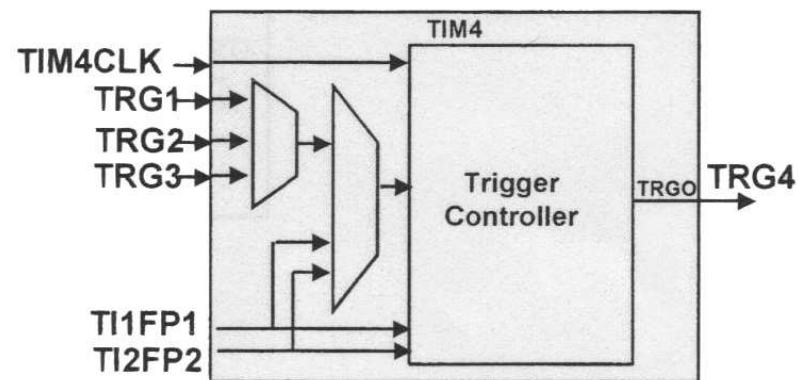 TIM4
TIM4CLK
TRG1
TRG2
TRG3
Trigger
Controller
TRGO
TRG4
TI1FP1
TI2FP2